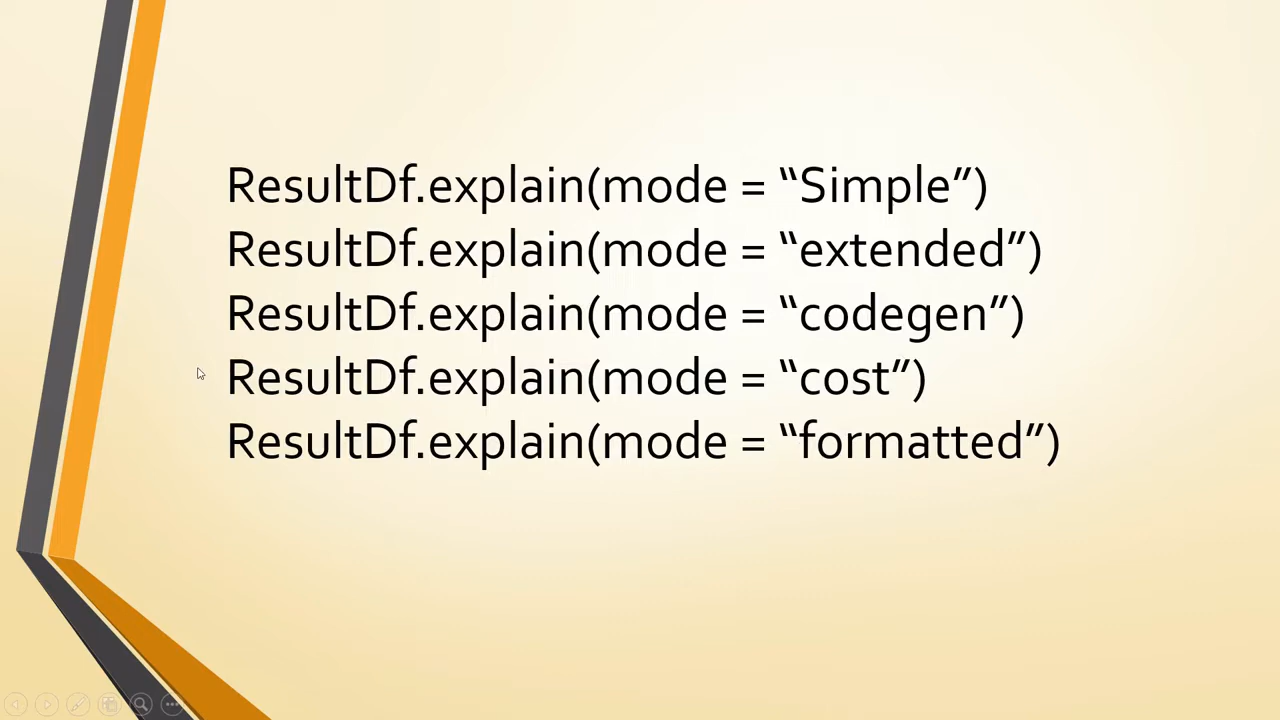 ResultDf.explain(mode = “Simple”)
ResultDf.explain(mode = “extended”)
ResultDf.explain(mode = “codegen”)
ResultDf.explain(mode = “cost”)
ResultDf.explain(mode = “formatted”)